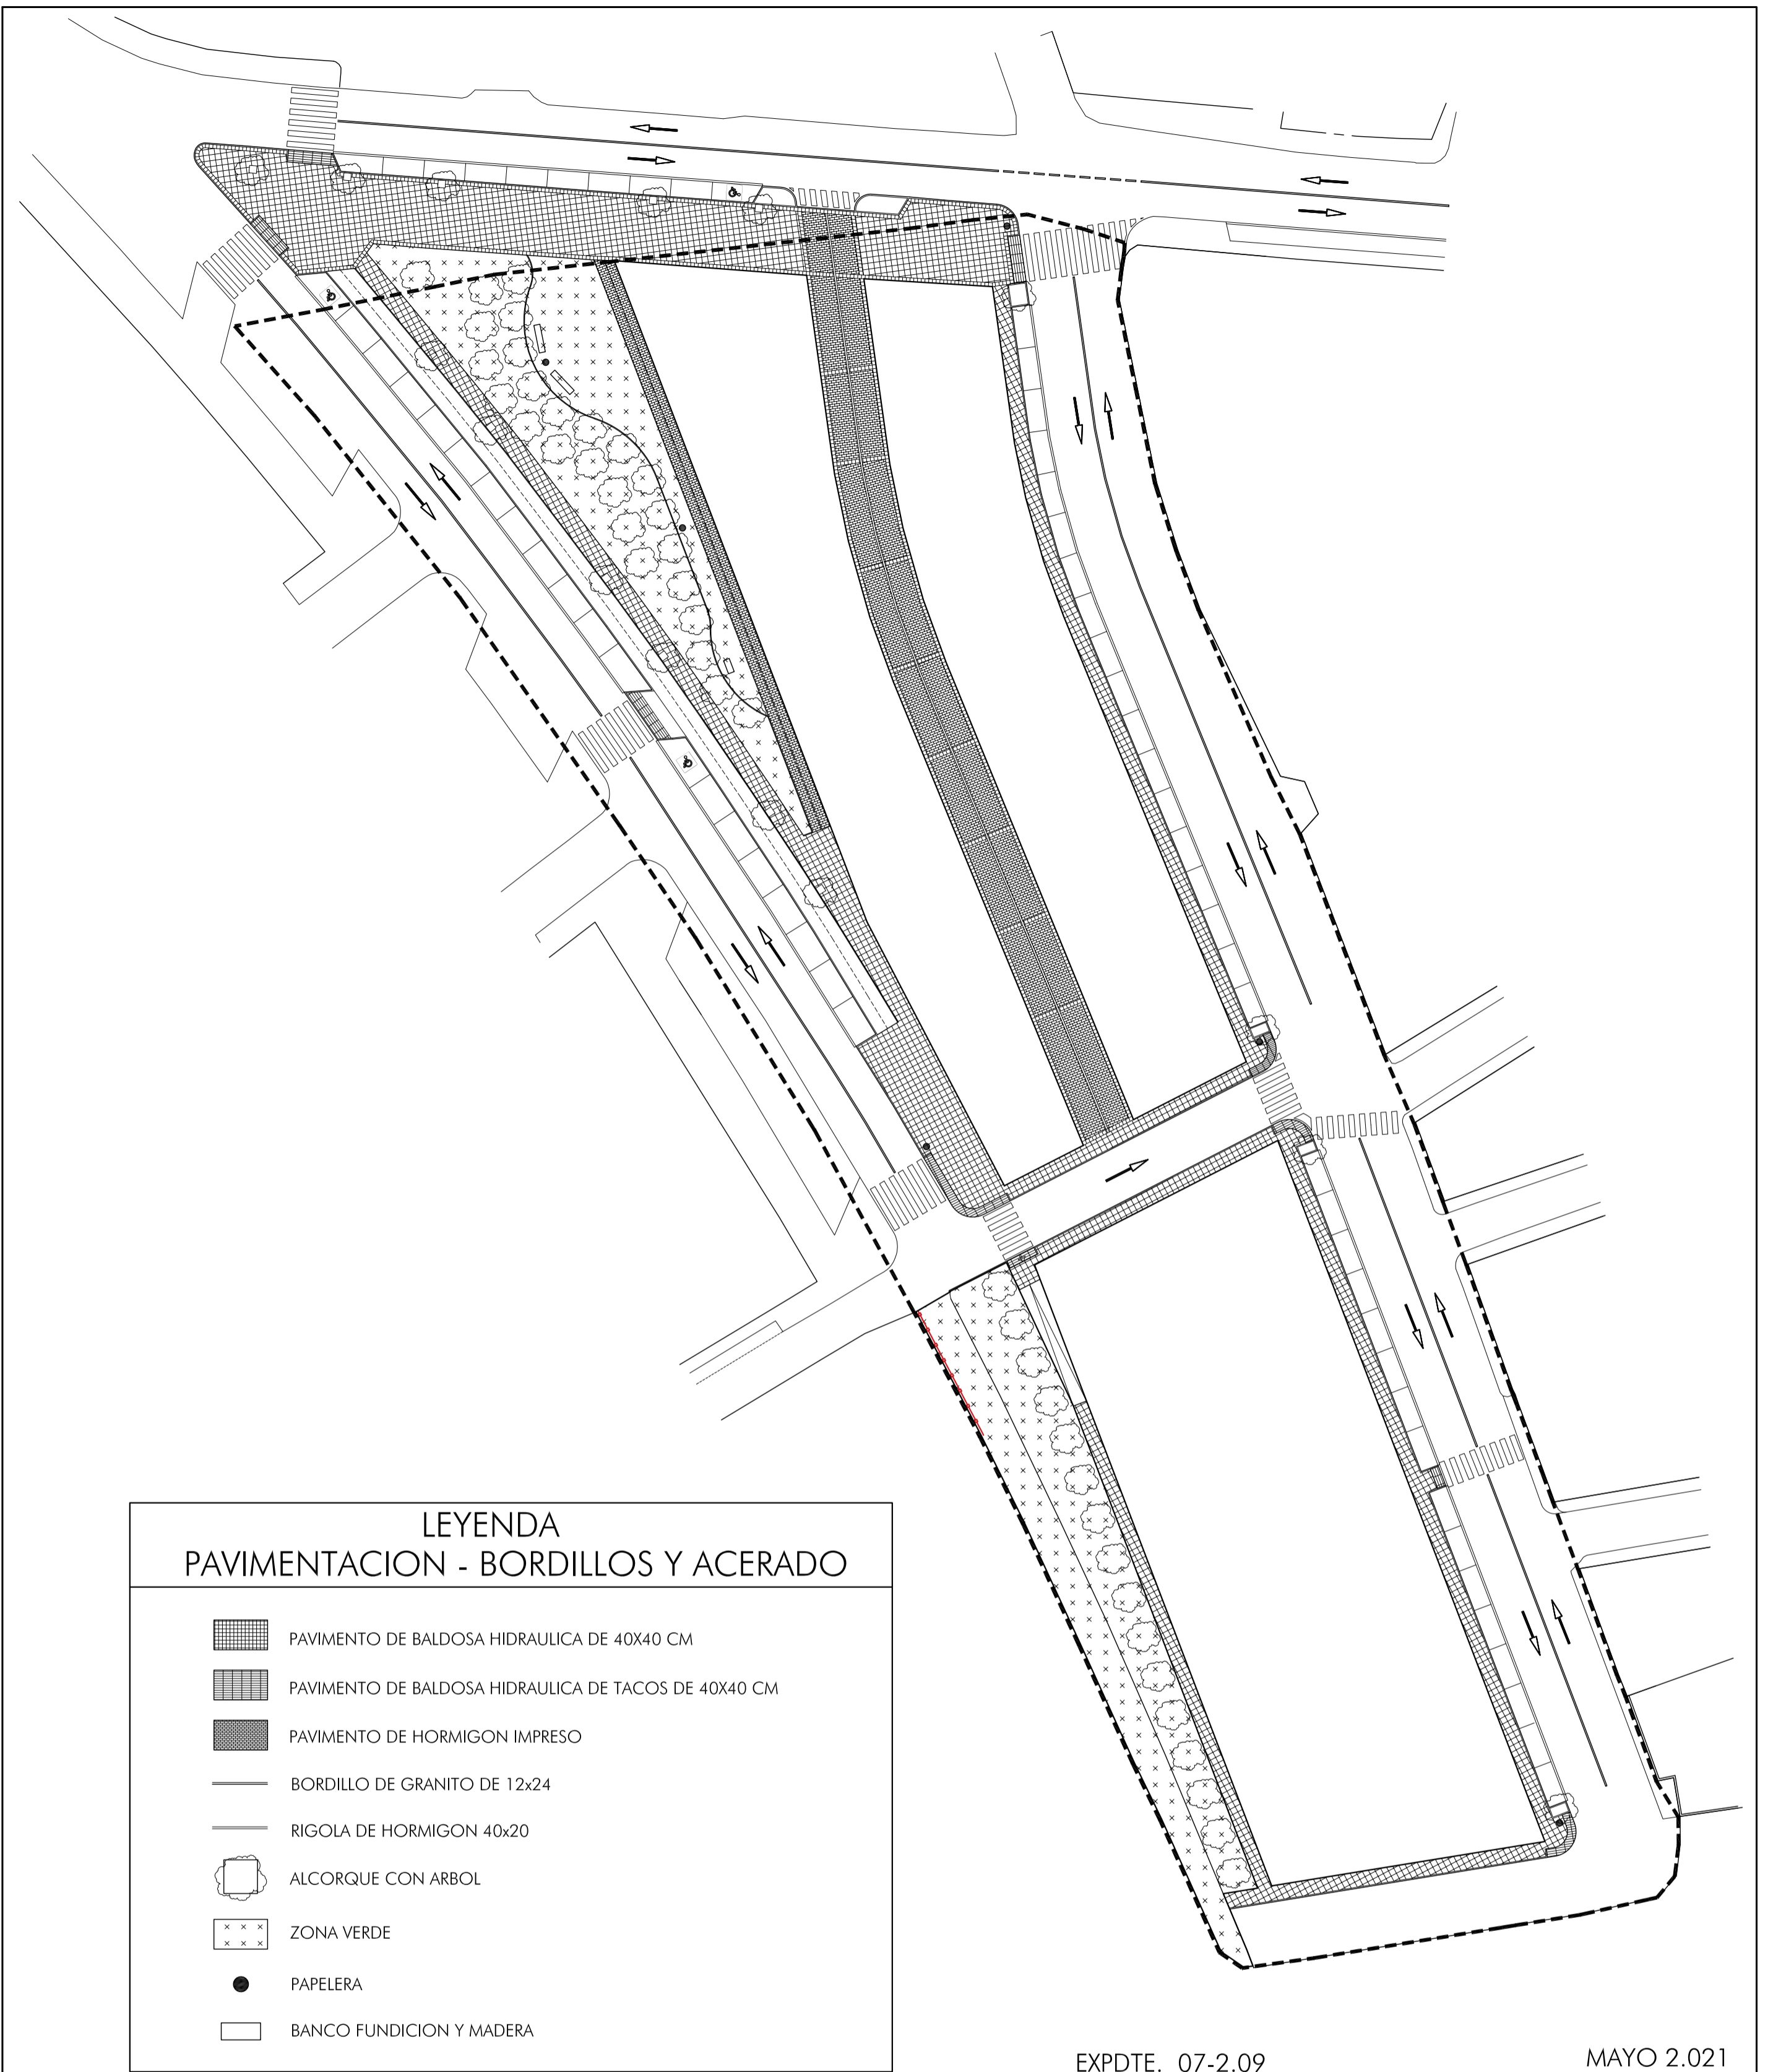 LEYENDA
PAVIMENTACION - BORDILLOS Y ACERADO
PAVIMENTO DE BALDOSA HIDRAULICA DE 40X40 CM
PAVIMENTO DE BALDOSA HIDRAULICA DE TACOS DE 40X40 CM
PAVIMENTO DE HORMIGON IMPRESO
BORDILLO DE GRANITO DE 12x24
RIGOLA DE HORMIGON 40x20
ALCORQUE CON ARBOL
ZONA VERDE
PAPELERA
BANCO FUNDICION Y MADERA
EXPDTE. 07-2.09
MAYO 2.021